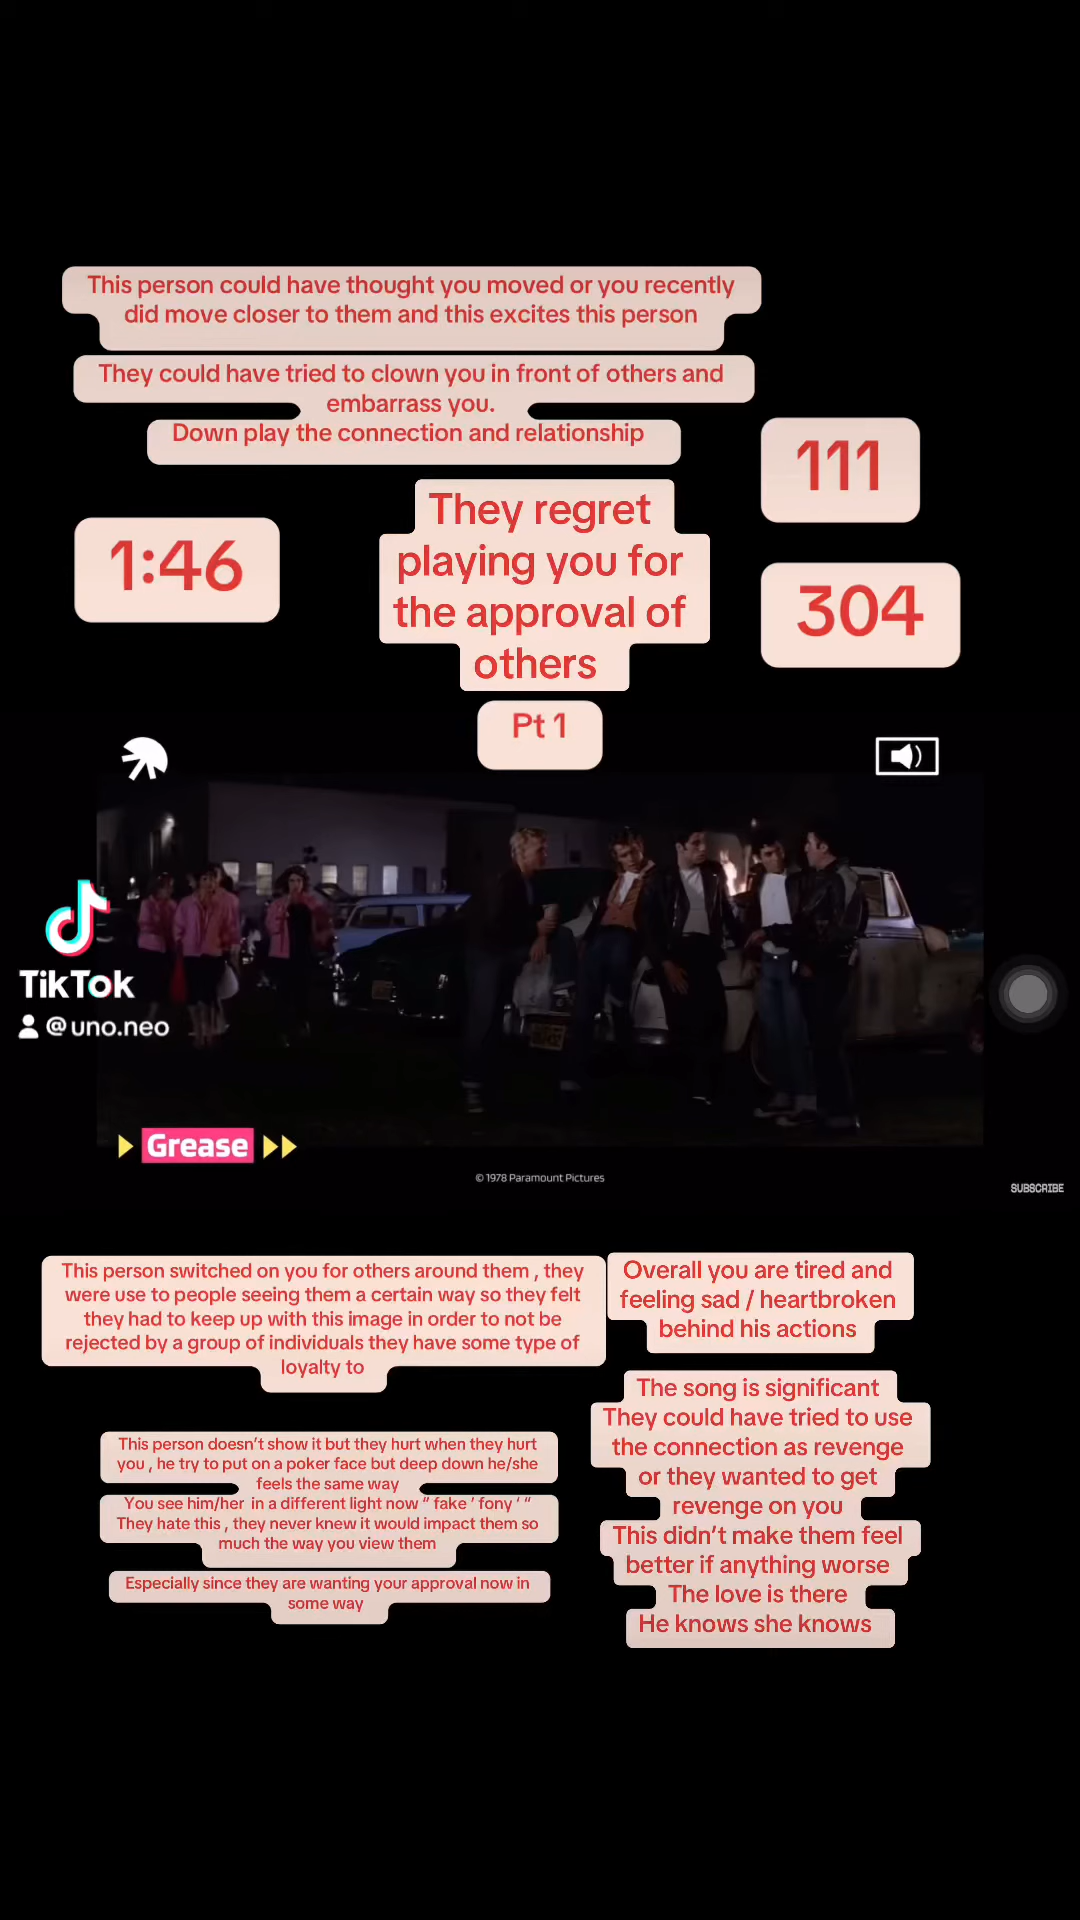 This person could have thought you moved or you recently
did move closer to them and this excites this person
They could have tried to clown you in front of others and
embarrass you.
Down play the connection and relationship
111
1:46
304
They regret
playing you for
the approval of
others
Pt 1
TikTok
@uno.neo
Grease
© 1978 Paramount Pictures
SUBSCRIBE
This person switched on you for others around them , they
were use to people seeing them a certain way so they felt
they had to keep up with this image in order to not be
rejected by a group of individuals they have some type of
loyalty to
This person doesn’t show it but they hurt when they hurt
you , he try to put on a poker face but deep down he/she
feels the same way
You see him/her in a different light now “ fake ‘ fony ‘ “
They hate this , they never knew it would impact them so
much the way you view them
Especially since they are wanting your approval now in
some way
Overall you are tired and
feeling sad / heartbroken
behind his actions
The song is significant
They could have tried to use
the connection as revenge
or they wanted to get
revenge on you
This didn’t make them feel
better if anything worse
The love is there
He knows she knows